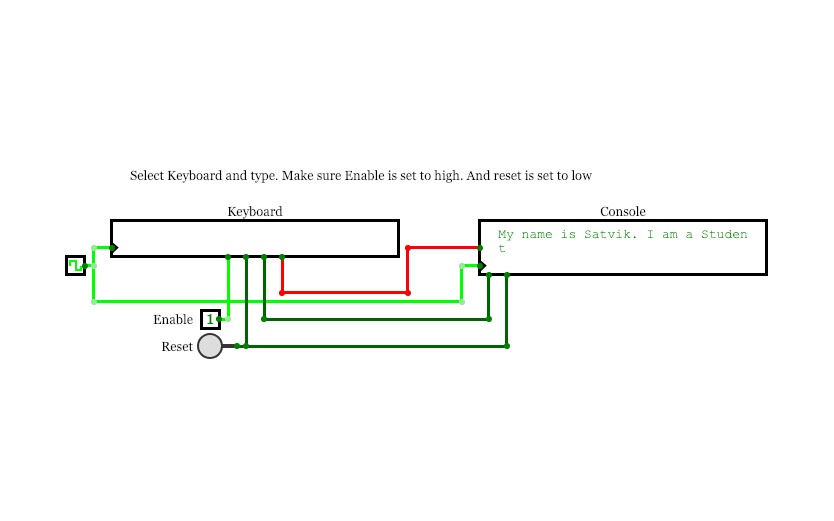 Select Keyboard and type. Make sure Enable is set to high. And reset is set to low
Keyboard
Console
My name is Satvik. I am a Studen
t
Enable
1
Reset